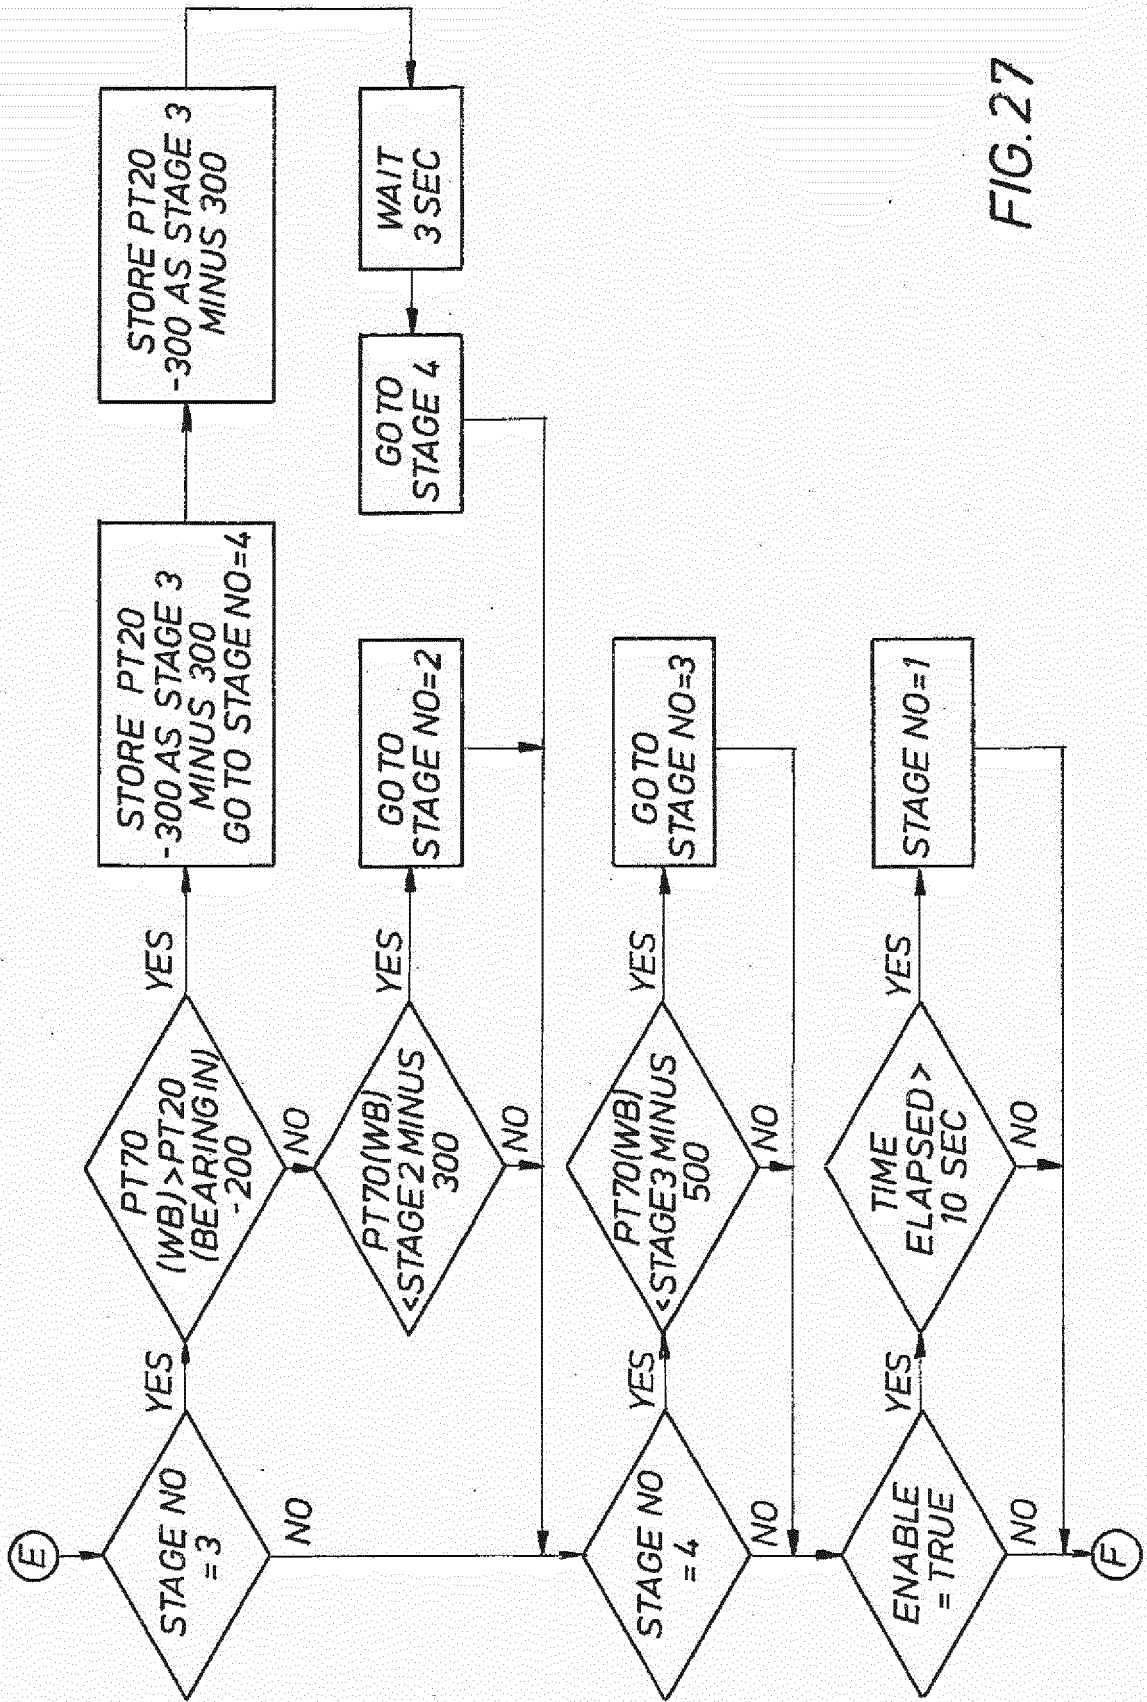 E
STAGE NO
= 3
YES
NO
PT70
(WB)>PT20
(BEARING IN)
-200
YES
NO
STORE PT20
-300 AS STAGE 3
MINUS 300
GO TO STAGE NO=4
STORE PT20
-300 AS STAGE 3
MINUS 300
WAIT
3 SEC
GO TO
STAGE 4
PT70(WB)
<STAGE2 MINUS
300
YES
NO
GO TO
STAGE NO=2
STAGE NO
= 4
YES
NO
PT70(WB)
<STAGE3 MINUS
500
YES
NO
GO TO
STAGE NO=3
ENABLE
= TRUE
YES
NO
TIME
ELAPSED>
10 SEC
YES
NO
STAGE NO=1
F
FIG. 27